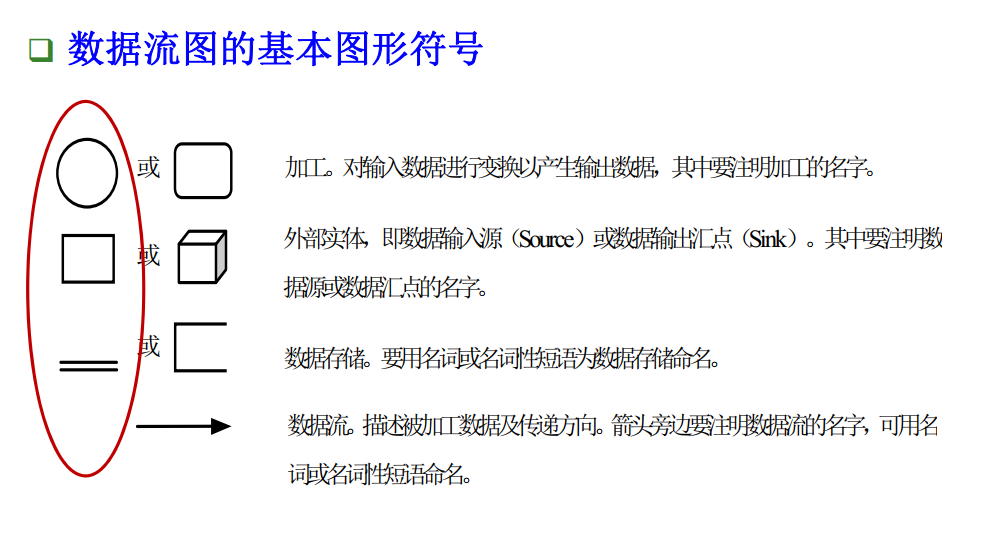 数据流图的基本图形符号
或 加工。对输入数据进行变换以产生输出数据，其中要注明加工的名字。
或 外部实体，即数据输入源（Source）或数据输出汇点（Sink）。其中要注明数
据源或数据汇点的名字。
或 数据存储。要用名词或名词性短语为数据存储命名。
数据流。描述被加工数据及传递方向。箭头旁边要注明数据流的名字，可用名
词或名词性短语命名。